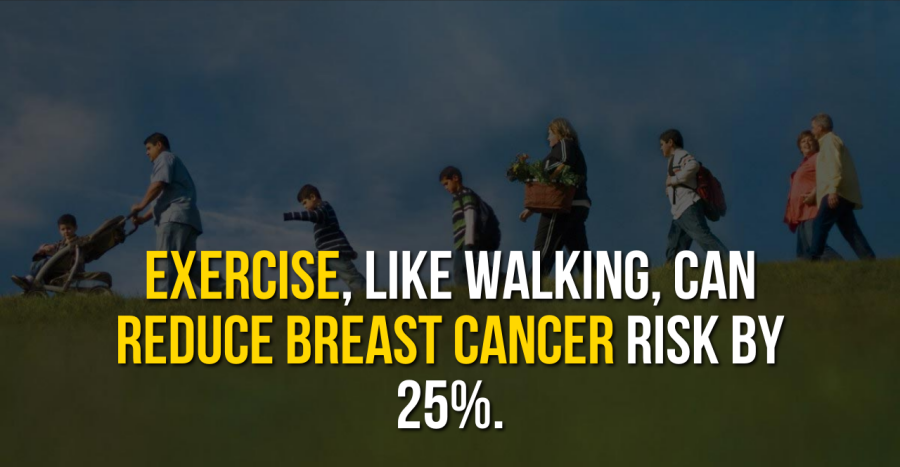 EXERCISE, LIKE WALKING, CAN
REDUCE BREAST CANCER RISK BY
25%.